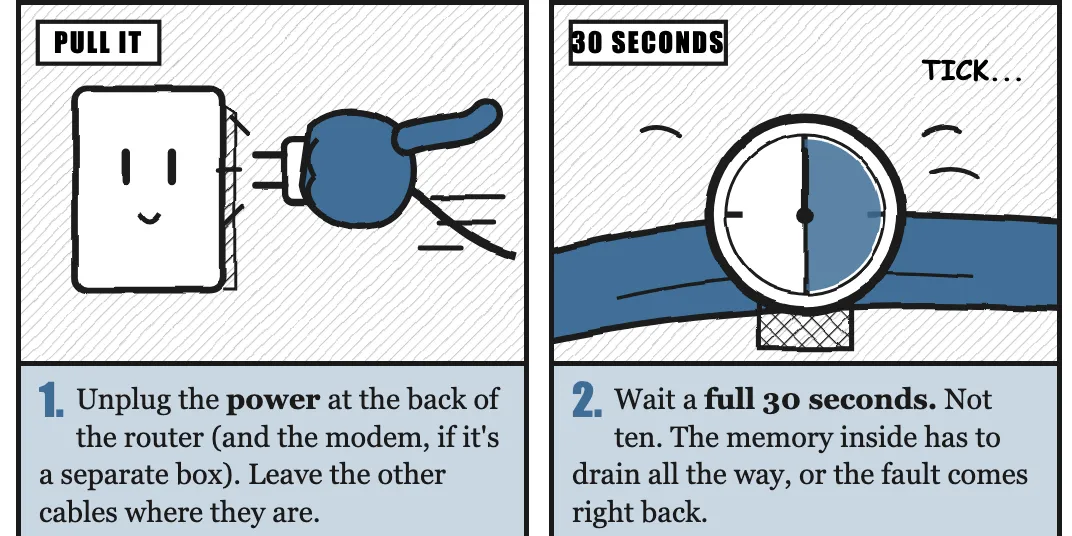 PULL IT
1. Unplug the power at the back of
the router (and the modem, if it's
a separate box). Leave the other
cables where they are.
30 SECONDS
TICK...
2. Wait a full 30 seconds. Not
ten. The memory inside has to
drain all the way, or the fault comes
right back.